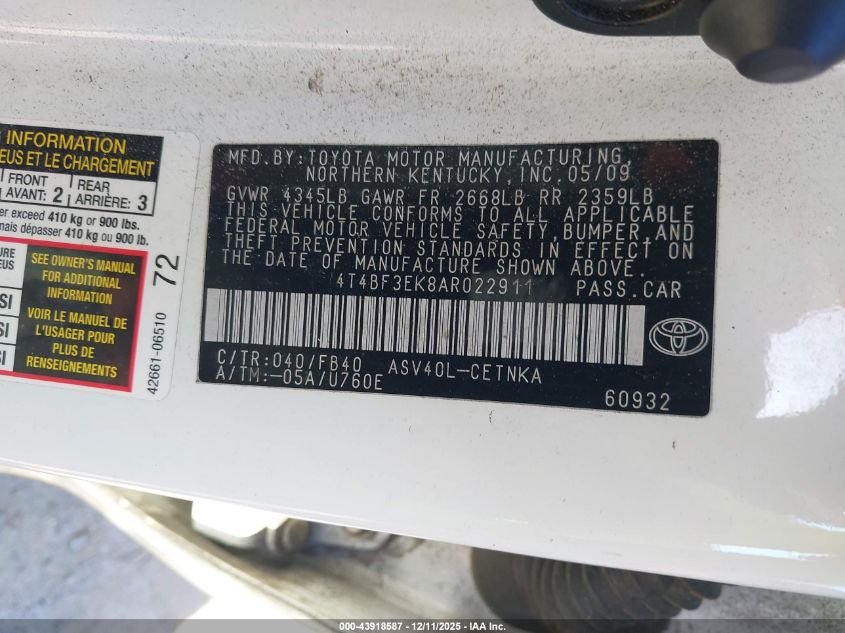 INFORMATION
EUS ET LE CHARGEMENT
FRONT
AVANT: 2
REAR
ARRIÈRE: 3
er exceed 410 kg or 900 lbs.
mais dépasser 410 kg ou 900 lb.
URE
EUS
SI
SI
SI
SEE OWNER'S MANUAL
FOR ADDITIONAL
INFORMATION
VOIR LE MANUEL DE
L'USAGER POUR
PLUS DE
RENSEIGNEMENTS
42661-06510 72
MFD.BY:TOYOTA MOTOR MANUFACTURING,
NORTHERN KENTUCKY, INC.05/09
GVWR 4345LB GAWR FR 2668LB RR 2359LB
THIS VEHICLE CONFORMS TO ALL APPLICABLE
FEDERAL MOTOR VEHICLE SAFETY,BUMPER,AND
THEFT PREVENTION STANDARDS IN EFFECT ON
THE DATE OF MANUFACTURE SHOWN ABOVE.
4T4BF3EK8AR022911 PASS.CAR
C/TR:040/FB40 ASV40L-CETNKA
A/TM:-05A/U760E
60932
000-43918587 - 12/11/2025 - IAA Inc.